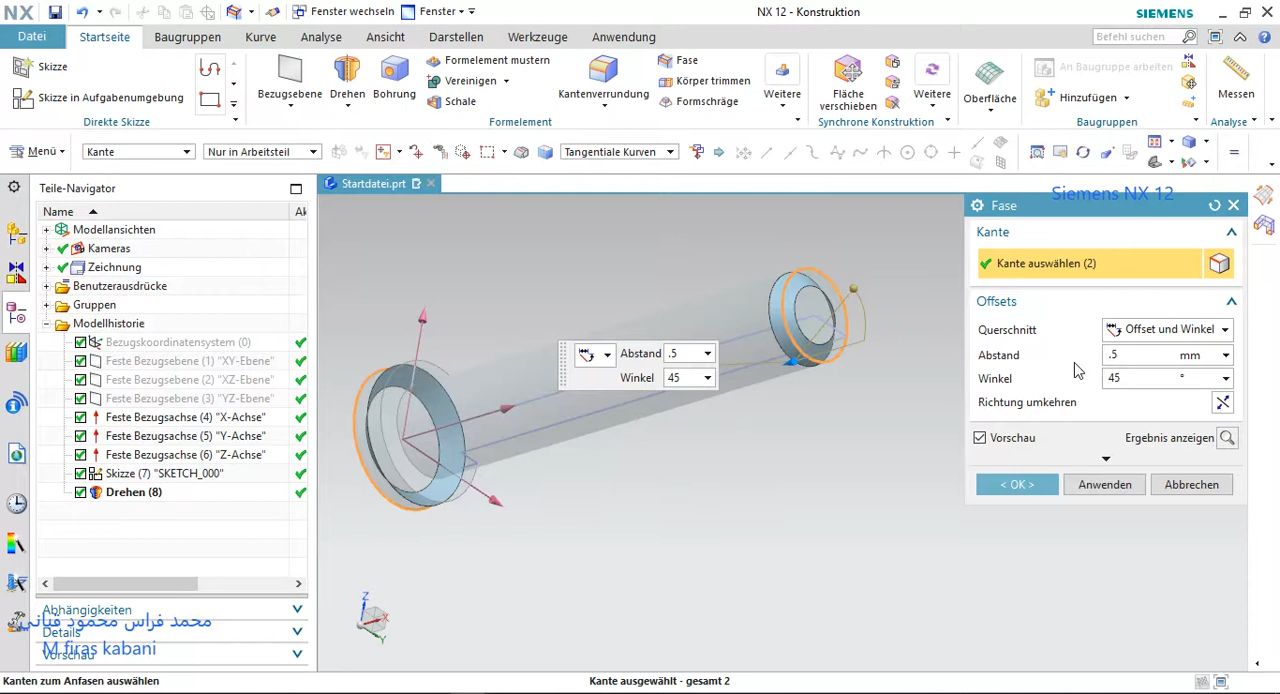 NX
Fenster wechseln
Fenster
NX 12 - Konstruktion
SIEMENS
Datei
Startseite
Baugruppen
Kurve
Analyse
Ansicht
Darstellen
Werkzeuge
Anwendung
Befehl suchen
Skizze
Skizze in Aufgabenumgebung
Direkte Skizze
Bezugsebene
Drehen
Bohrung
Formelement mustern
Vereinigen
Schale
Kantenverrundung
Fase
Körper trimmen
Formschräge
Weitere
Formelement
Fläche
verschieben
Weitere
Synchrone Konstruktion
Oberfläche
An Baugruppe arbeiten
Hinzufügen
Baugruppen
Messen
Analyse
Menü
Kante
Nur in Arbeitsteil
Tangentiale Kurven
Teile-Navigator
Name
Ak
Modellansichten
Kameras
Zeichnung
Benutzerausdrücke
Gruppen
Modellhistorie
Bezugskoordinatensystem (0)
Feste Bezugsebene (1) "XY-Ebene"
Feste Bezugsebene (2) "XZ-Ebene"
Feste Bezugsebene (3) "YZ-Ebene"
Feste Bezugsachse (4) "X-Achse"
Feste Bezugsachse (5) "Y-Achse"
Feste Bezugsachse (6) "Z-Achse"
Skizze (7) "SKETCH_000"
Drehen (8)
Abhängigkeiten
محمد فراس محمود قباني
Details
M firas kabani
Vorschau
Startdatei.prt
Abstand .5
Winkel 45
Z
X
Y
Siemens NX 12
Fase
Kante
Kante auswählen (2)
Offsets
Querschnitt Offset und Winkel
Abstand .5 mm
Winkel 45 °
Richtung umkehren
Vorschau
Ergebnis anzeigen
< OK >
Anwenden
Abbrechen
Kanten zum Anfasen auswählen
Kante ausgewählt - gesamt 2